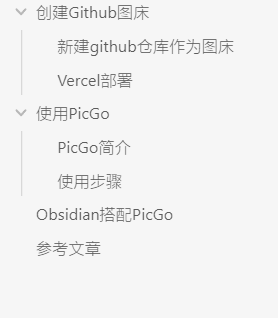 创建Github图床
新建github仓库作为图床
Vercel部署
使用PicGo
PicGo简介
使用步骤
Obsidian搭配PicGo
参考文章